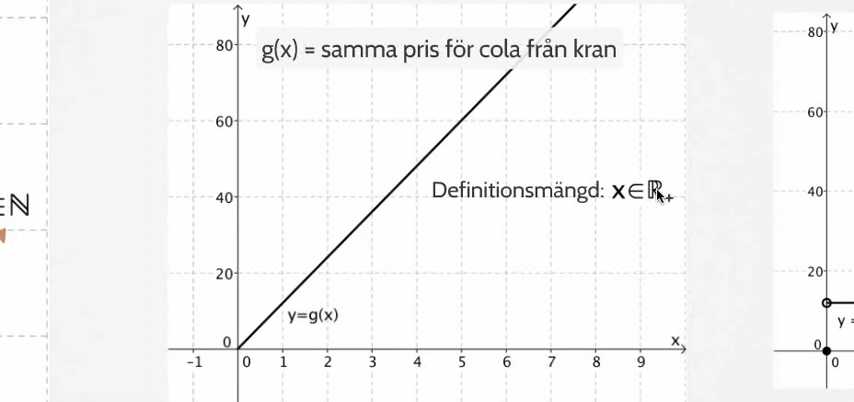 ∈N
y
80
60
40
20
0
g(x) = samma pris för cola från kran
Definitionsmängd: x∈ℝ₊
y=g(x)
x
-1 0 1 2 3 4 5 6 7 8 9
y
80
60
40
20
0
y =
0